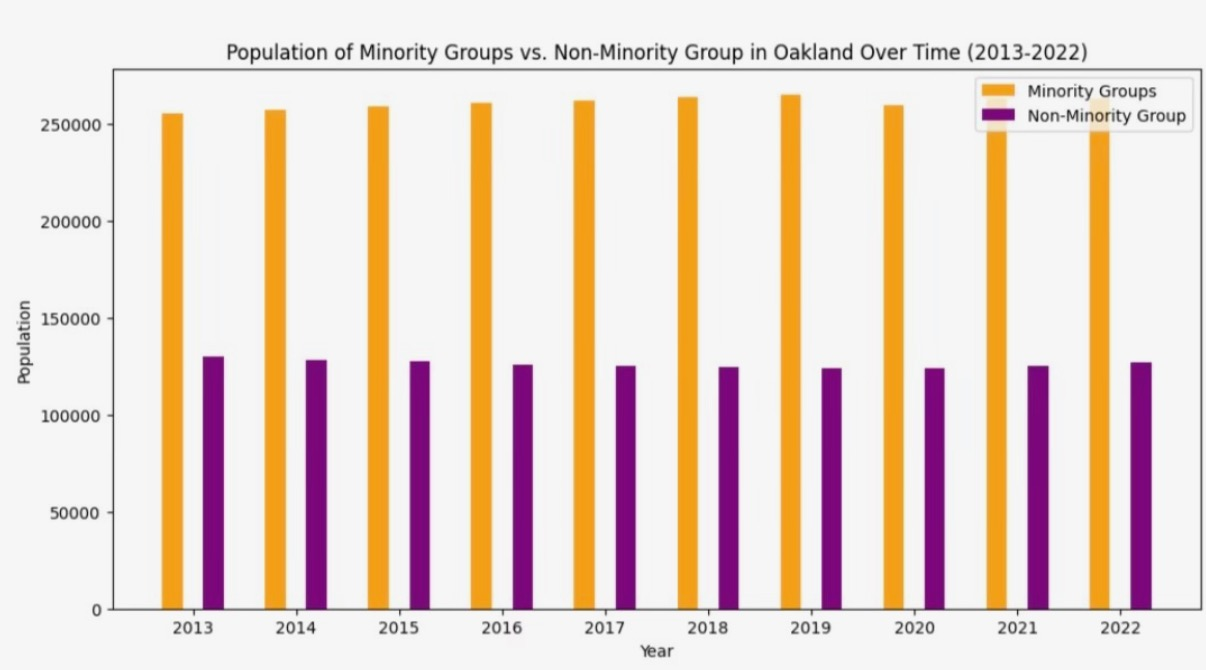 Population of Minority Groups vs. Non-Minority Group in Oakland Over Time (2013-2022)
Minority Groups
Non-Minority Group
Population
250000
200000
150000
100000
50000
0
2013 2014 2015 2016 2017 2018 2019 2020 2021 2022
Year